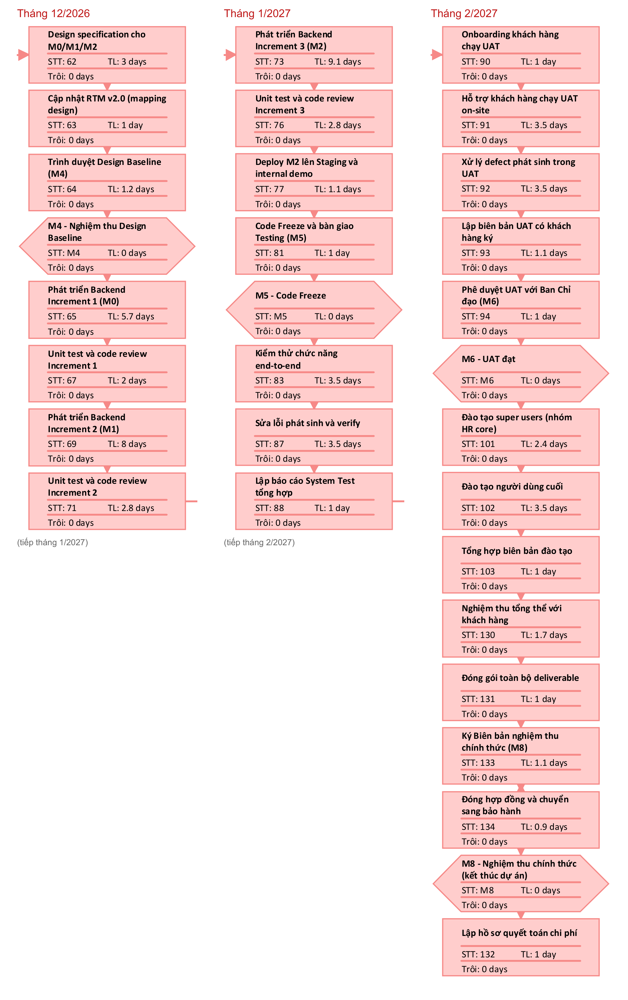 Tháng 12/2026
Design specification cho
M0/M1/M2
STT: 62 TL: 3 days
Trôi: 0 days
Cập nhật RTM v2.0 (mapping
design)
STT: 63 TL: 1 day
Trôi: 0 days
Trình duyệt Design Baseline
(M4)
STT: 64 TL: 1.2 days
Trôi: 0 days
M4 - Nghiệm thu Design
Baseline
STT: M4 TL: 0 days
Trôi: 0 days
Phát triển Backend
Increment 1 (M0)
STT: 65 TL: 5.7 days
Trôi: 0 days
Unit test và code review
Increment 1
STT: 67 TL: 2 days
Trôi: 0 days
Phát triển Backend
Increment 2 (M1)
STT: 69 TL: 8 days
Trôi: 0 days
Unit test và code review
Increment 2
STT: 71 TL: 2.8 days
Trôi: 0 days
(tiếp tháng 1/2027)
Tháng 1/2027
Phát triển Backend
Increment 3 (M2)
STT: 73 TL: 9.1 days
Trôi: 0 days
Unit test và code review
Increment 3
STT: 76 TL: 2.8 days
Trôi: 0 days
Deploy M2 lên Staging và
internal demo
STT: 77 TL: 1.1 days
Trôi: 0 days
Code Freeze và bàn giao
Testing (M5)
STT: 81 TL: 1 day
Trôi: 0 days
M5 - Code Freeze
STT: M5 TL: 0 days
Trôi: 0 days
Kiểm thử chức năng
end-to-end
STT: 83 TL: 3.5 days
Trôi: 0 days
Sửa lỗi phát sinh và verify
STT: 87 TL: 3.5 days
Trôi: 0 days
Lập báo cáo System Test
tổng hợp
STT: 88 TL: 1 day
Trôi: 0 days
(tiếp tháng 2/2027)
Tháng 2/2027
Onboarding khách hàng
chạy UAT
STT: 90 TL: 1 day
Trôi: 0 days
Hỗ trợ khách hàng chạy UAT
on-site
STT: 91 TL: 3.5 days
Trôi: 0 days
Xử lý defect phát sinh trong
UAT
STT: 92 TL: 3.5 days
Trôi: 0 days
Lập biên bản UAT có khách
hàng ký
STT: 93 TL: 1.1 days
Trôi: 0 days
Phê duyệt UAT với Ban Chỉ
đạo (M6)
STT: 94 TL: 1 day
Trôi: 0 days
M6 - UAT đạt
STT: M6 TL: 0 days
Trôi: 0 days
Đào tạo super users (nhóm
HR core)
STT: 101 TL: 2.4 days
Trôi: 0 days
Đào tạo người dùng cuối
STT: 102 TL: 3.5 days
Trôi: 0 days
Tổng hợp biên bản đào tạo
STT: 103 TL: 1 day
Trôi: 0 days
Nghiệm thu tổng thể với
khách hàng
STT: 130 TL: 1.7 days
Trôi: 0 days
Đóng gói toàn bộ deliverable
STT: 131 TL: 1 day
Trôi: 0 days
Ký Biên bản nghiệm thu
chính thức (M8)
STT: 133 TL: 1.1 days
Trôi: 0 days
Đóng hợp đồng và chuyển
sang bảo hành
STT: 134 TL: 0.9 days
Trôi: 0 days
M8 - Nghiệm thu chính thức
(kết thúc dự án)
STT: M8 TL: 0 days
Trôi: 0 days
Lập hồ sơ quyết toán chi phí
STT: 132 TL: 1 day
Trôi: 0 days